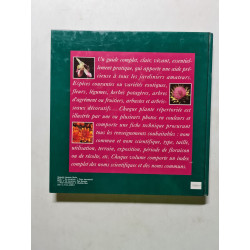 Un guide complet, clair, vivant, essentiel-
lement pratique, qui apporte une aide pré-
cieuse à tous les jardiniers amateurs.
Espèces courantes ou variétés exotiques,
fleurs, légumes, herbes potagères, arbres
d'agrément ou fruitiers, arbustes et arbris-
seaux décoratifs... Chaque plante répertoriée est
illustrée par une ou plusieurs photos en couleurs et
comporte une fiche technique procurant
tous les renseignements souhaitables : nom
commun et nom scientifique, type, taille,
utilisation, terrain, exposition, période de floraison
ou de récolte, etc. Chaque volume comporte un index complet
des noms scientifiques et des noms communs.